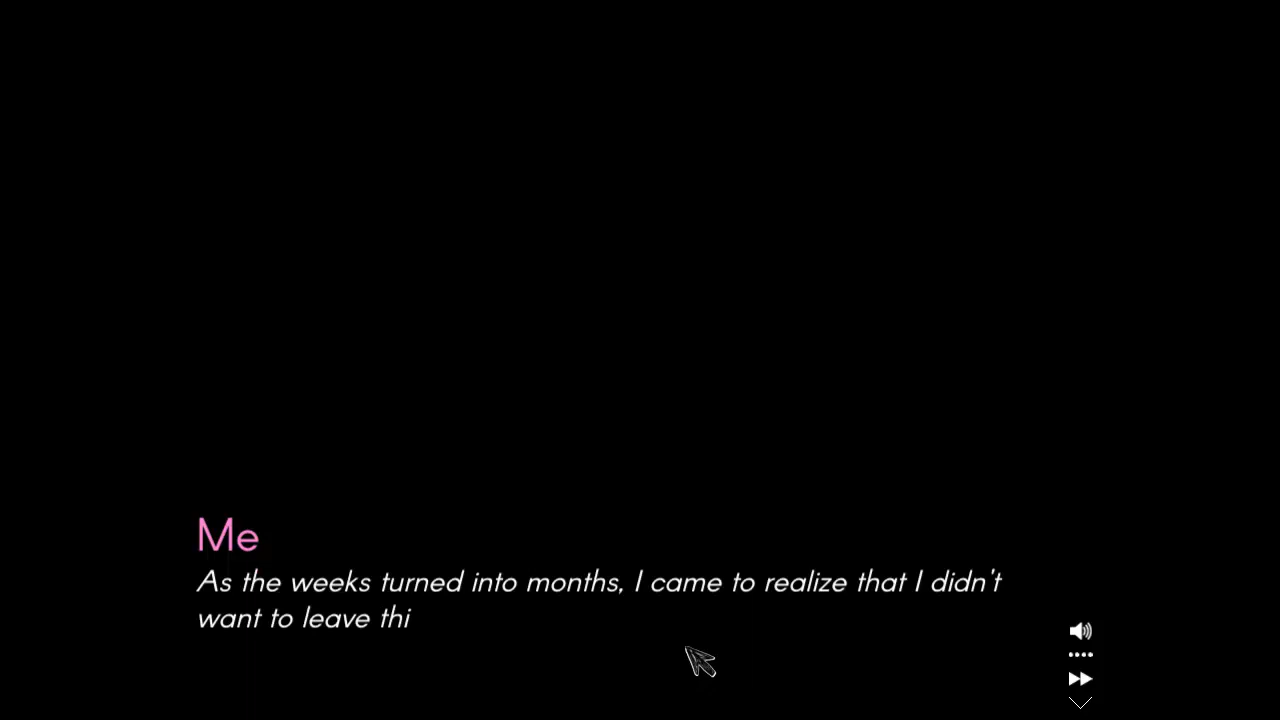 Me
As the weeks turned into months, I came to realize that I didn't
want to leave thi